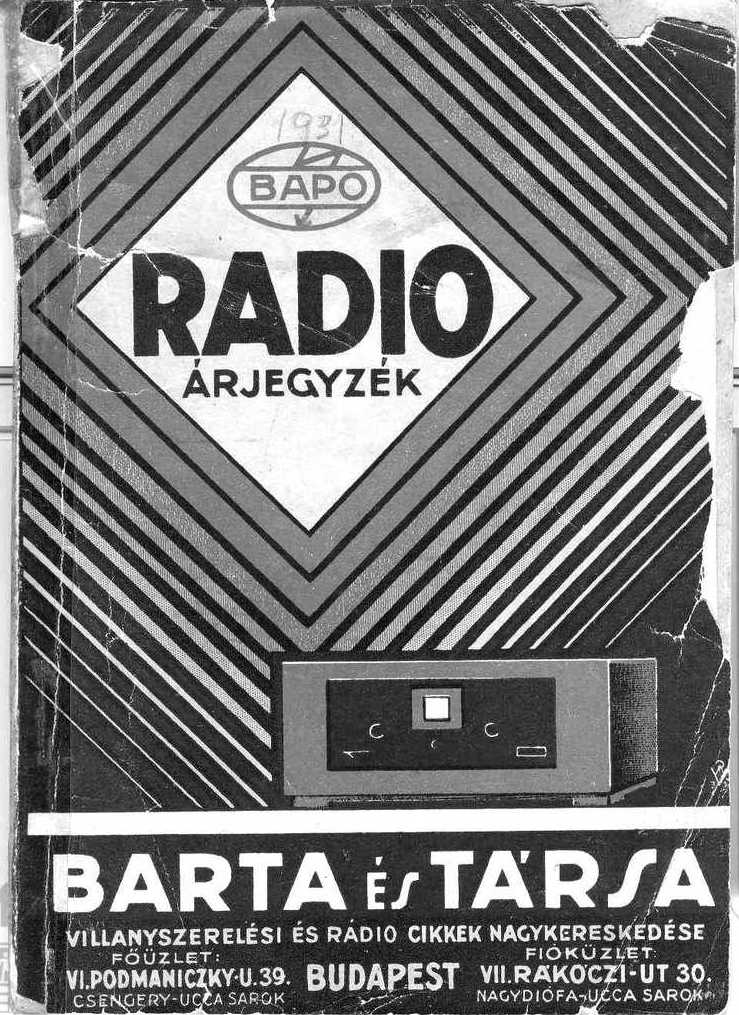 1931
BAPO
RADIO
ÁRJEGYZÉK
BARTA ÉS TÁRSA
VILLANYSZERELÉSI ÉS RÁDIO CIKKEK NAGYKERESKEDÉSE
FŐÜZLET: FIÓKÜZLET:
VI.PODMANICZKY-U.39. BUDAPEST VII.RÁKÓCZI-UT 30.
CSENGERY-UCCA SAROK NAGYDIÓFA-UCCA SAROK